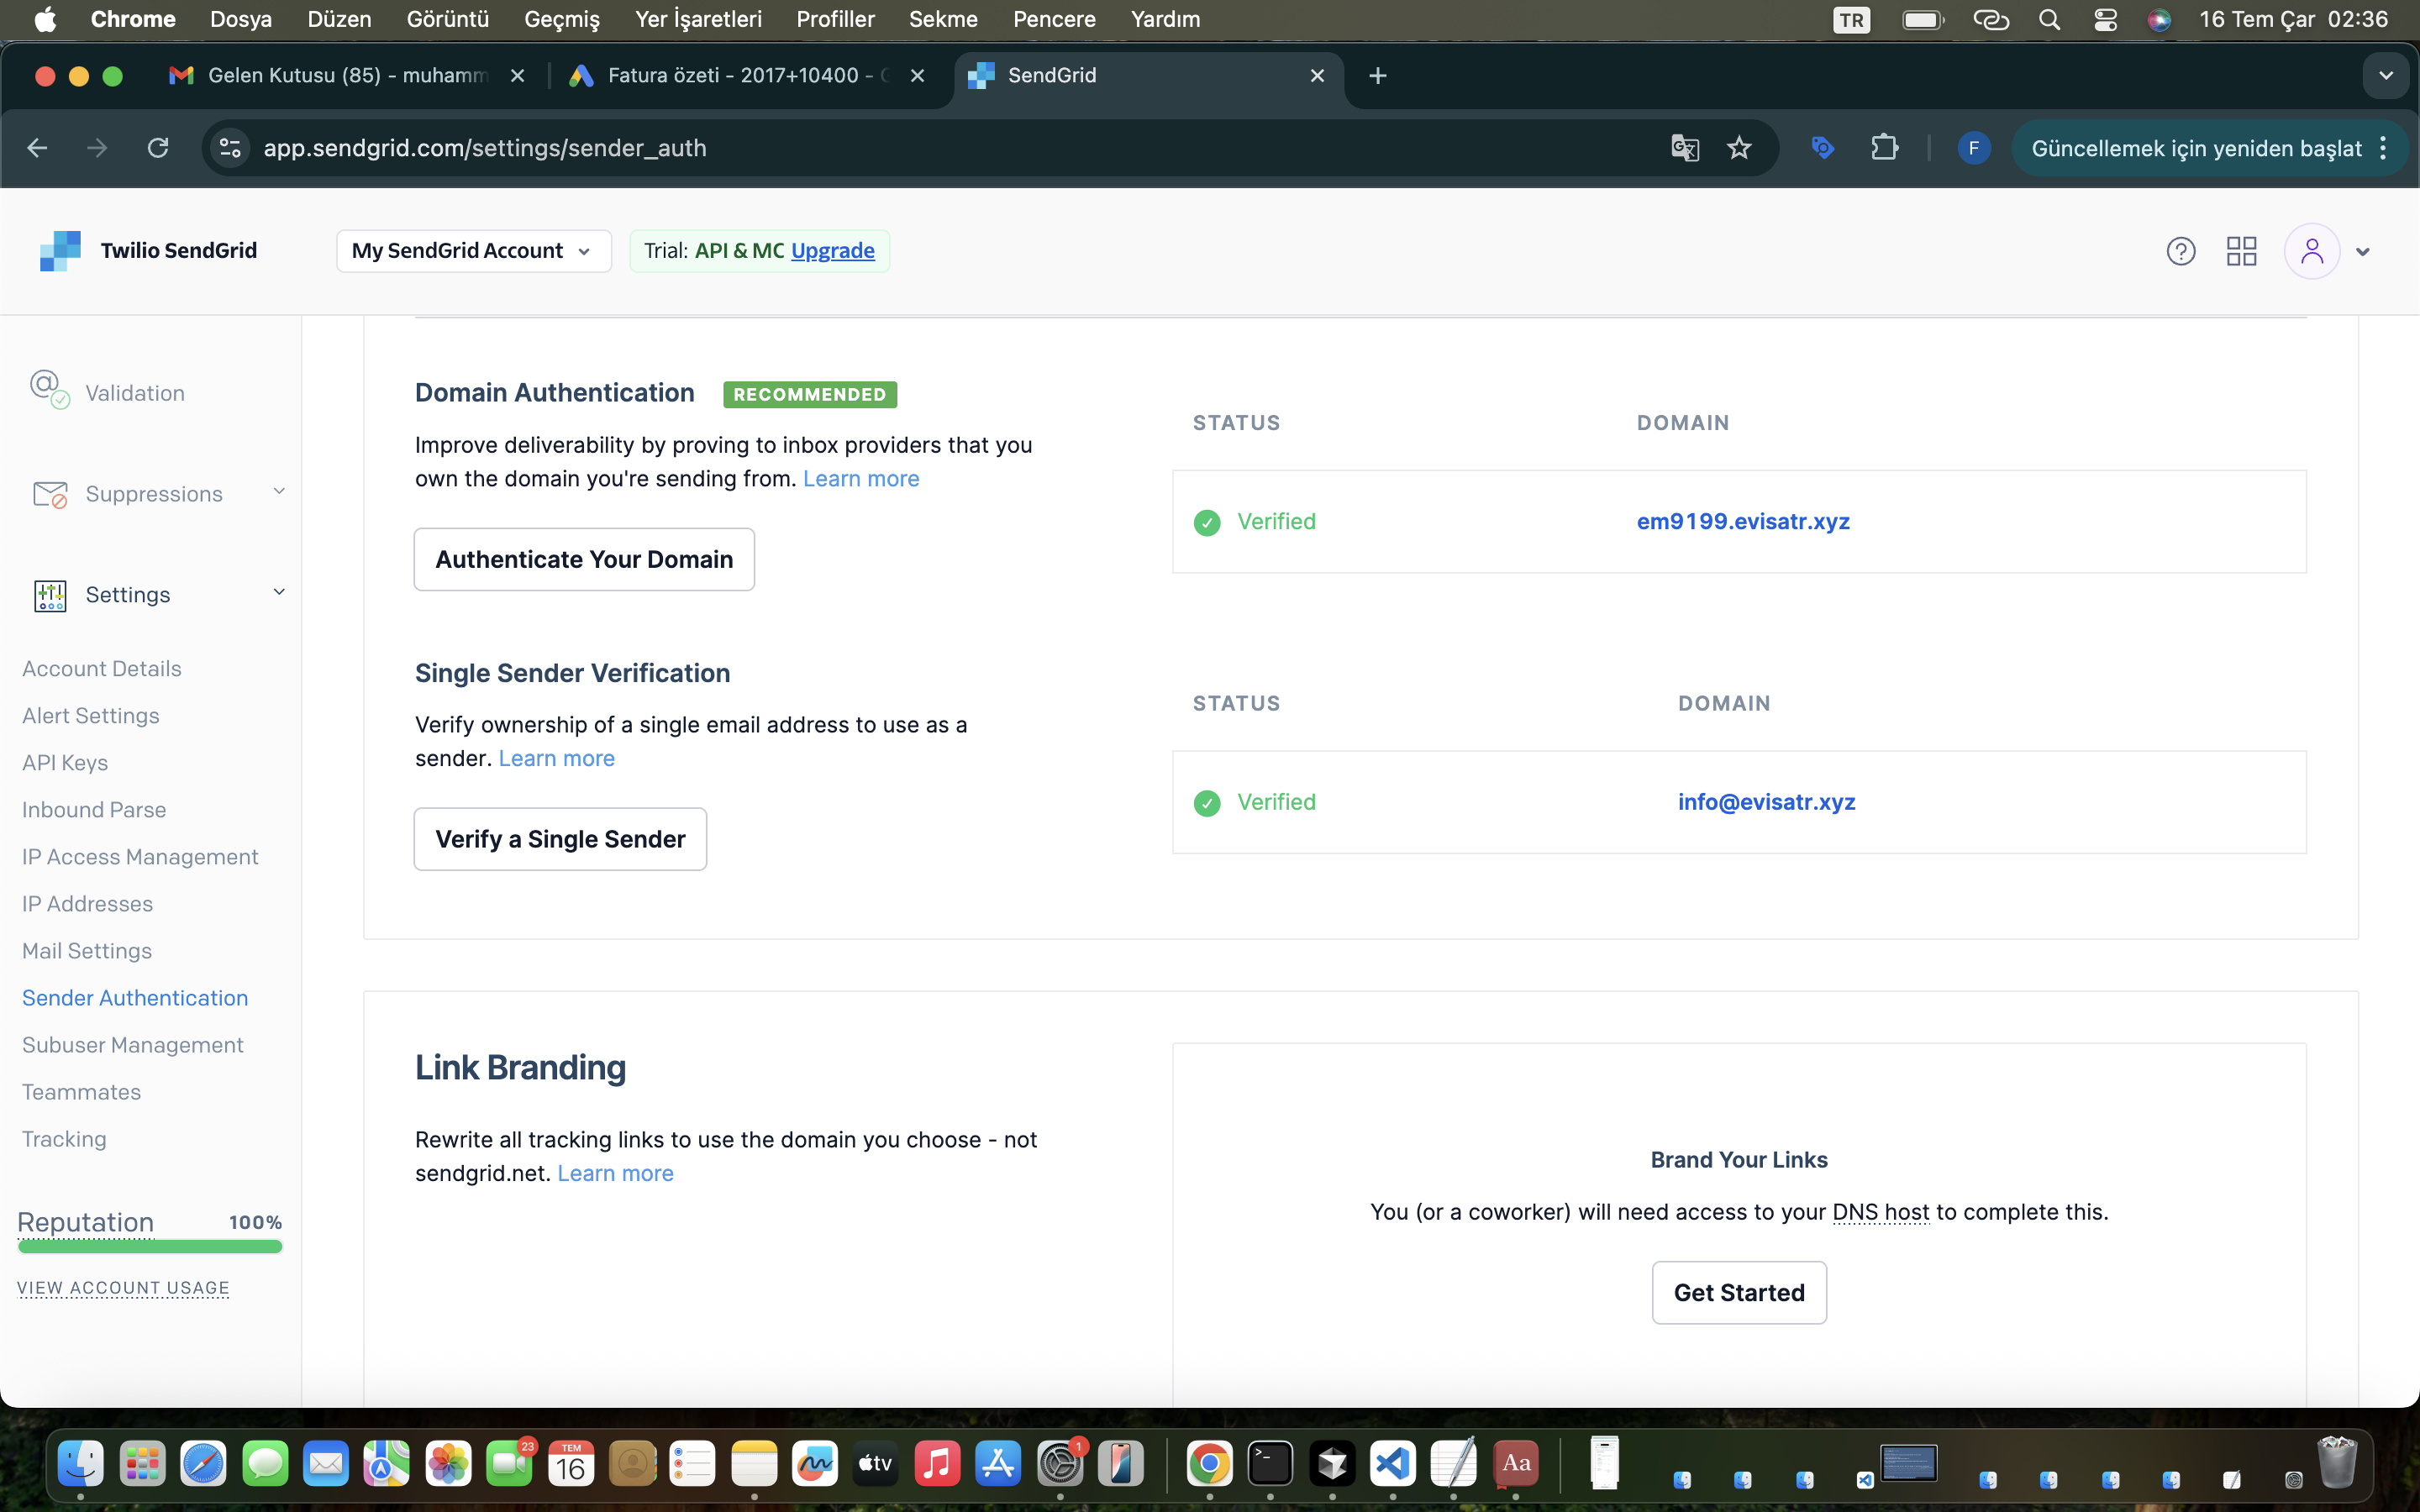 Chrome Dosya Düzen Görüntü Geçmiş Yer İşaretleri Profiller Sekme Pencere Yardım TR 16 Tem Çar 02:36
Gelen Kutusu (85) - muhamm Fatura özeti - 2017+10400 - SendGrid
app.sendgrid.com/settings/sender_auth F Güncellemek için yeniden başlat
Twilio SendGrid My SendGrid Account Trial: API & MC Upgrade
Validation
Suppressions
Settings
Account Details
Alert Settings
API Keys
Inbound Parse
IP Access Management
IP Addresses
Mail Settings
Sender Authentication
Subuser Management
Teammates
Tracking
Reputation 100%
VIEW ACCOUNT USAGE
Domain Authentication RECOMMENDED
Improve deliverability by proving to inbox providers that you
own the domain you're sending from. Learn more
Authenticate Your Domain
STATUS DOMAIN
Verified em9199.evisatr.xyz
Single Sender Verification
Verify ownership of a single email address to use as a
sender. Learn more
Verify a Single Sender
STATUS DOMAIN
Verified info@evisatr.xyz
Link Branding
Rewrite all tracking links to use the domain you choose - not
sendgrid.net. Learn more
Brand Your Links
You (or a coworker) will need access to your DNS host to complete this.
Get Started
23 TEM 16 tv 1 Aa